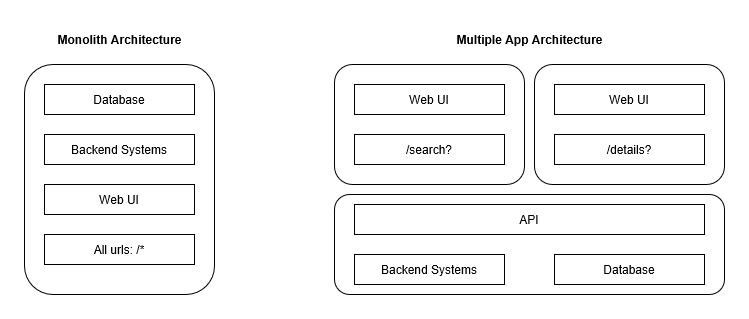 Monolith Architecture
Database
Backend Systems
Web UI
All urls: /*
Multiple App Architecture
Web UI
/search?
Web UI
/details?
API
Backend Systems
Database